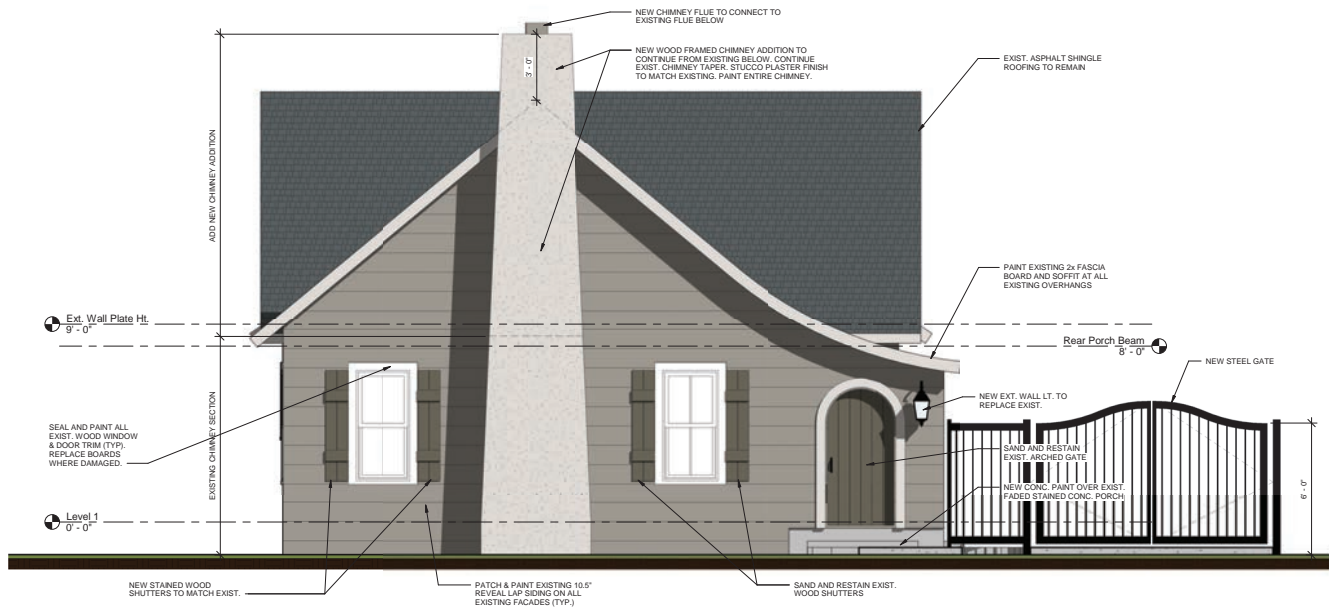 NEW CHIMNEY FLUE TO CONNECT TO
EXISTING FLUE BELOW
NEW WOOD FRAMED CHIMNEY ADDITION TO
CONTINUE FROM EXISTING BELOW. CONTINUE
EXIST. CHIMNEY TAPER. STUCCO PLASTER FINISH
TO MATCH EXISTING. PAINT ENTIRE CHIMNEY.
EXIST. ASPHALT SHINGLE
ROOFING TO REMAIN
3' - 0"
ADD NEW CHIMNEY ADDITION
PAINT EXISTING 2x FASCIA
BOARD AND SOFFIT AT ALL
EXISTING OVERHANGS
Ext. Wall Plate Ht.
9' - 0"
Rear Porch Beam
8' - 0"
NEW STEEL GATE
NEW EXT. WALL LT. TO
REPLACE EXIST.
SEAL AND PAINT ALL
EXIST. WOOD WINDOW
& DOOR TRIM (TYP).
REPLACE BOARDS
WHERE DAMAGED.
EXISTING CHIMNEY SECTION
SAND AND RESTAIN
EXIST. ARCHED GATE
NEW CONC. PAINT OVER EXIST.
FADED STAINED CONC. PORCH
6' - 0"
Level 1
0' - 0"
NEW STAINED WOOD
SHUTTERS TO MATCH EXIST.
PATCH & PAINT EXISTING 10.5"
REVEAL LAP SIDING ON ALL
EXISTING FACADES (TYP.)
SAND AND RESTAIN EXIST.
WOOD SHUTTERS